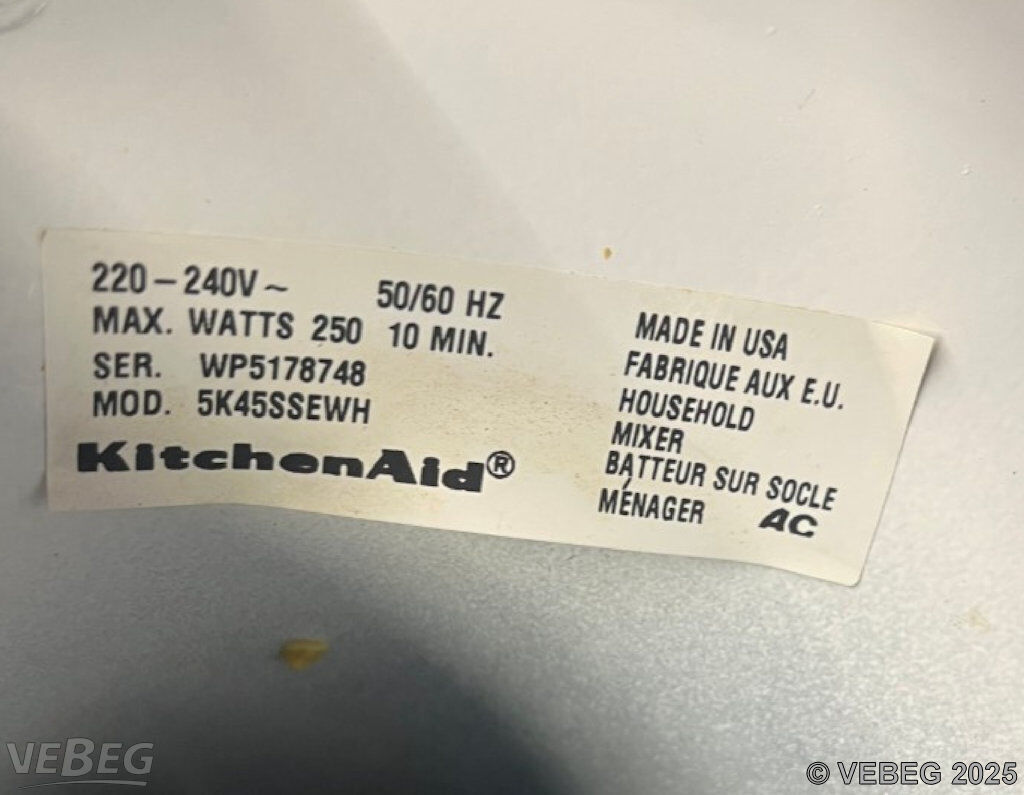 220 – 240V ~ 50/60 HZ
MAX. WATTS 250 10 MIN.
SER. WP5178748
MOD. 5K45SSEWH
KitchenAid®
MADE IN USA
FABRIQUE AUX E.U.
HOUSEHOLD
MIXER
BATTEUR SUR SOCLE
MÉNAGER AC
VEBEG
© VEBEG 2025